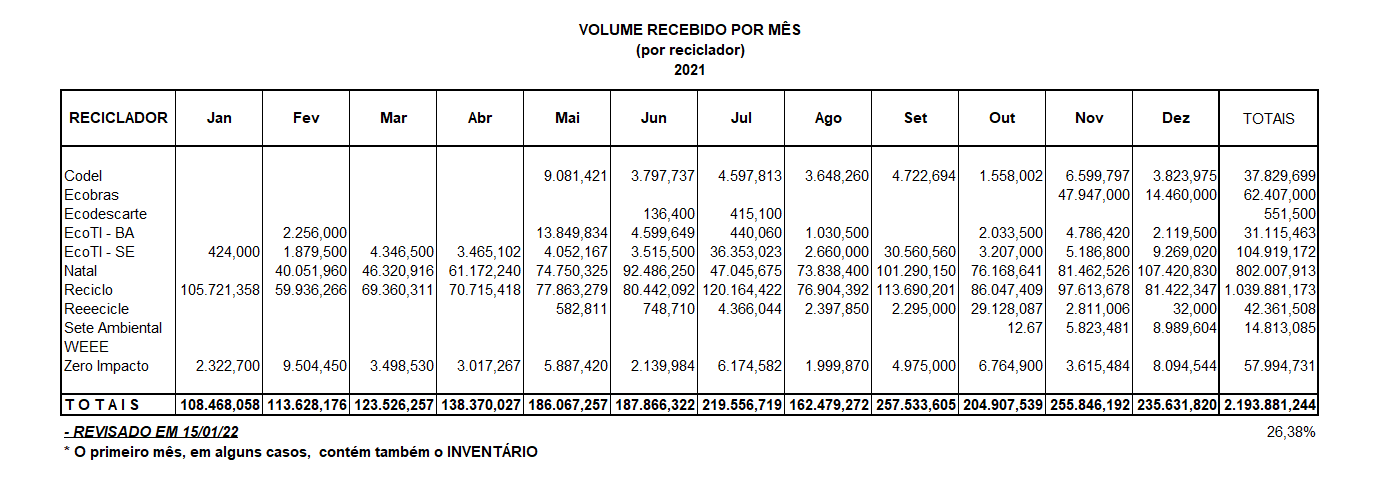 VOLUME RECEBIDO POR MÊS
(por reciclador)
2021
RECICLADOR Jan Fev Mar Abr Mai Jun Jul Ago Set Out Nov Dez TOTAIS
Codel 9.081,421 3.797,737 4.597,813 3.648,260 4.722,694 1.558,002 6.599,797 3.823,975 37.829,699
Ecobras 47.947,000 14.460,000 62.407,000
Ecodescarte 136,400 415,100 551,500
EcoTI - BA 2.256,000 13.849,834 4.599,649 440,060 1.030,500 2.033,500 4.786,420 2.119,500 31.115,463
EcoTI - SE 424,000 1.879,500 4.346,500 3.465,102 4.052,167 3.515,500 36.353,023 2.660,000 30.560,560 3.207,000 5.186,800 9.269,020 104.919,172
Natal 40.051,960 46.320,916 61.172,240 74.750,325 92.486,250 47.045,675 73.838,400 101.290,150 76.168,641 81.462,526 107.420,830 802.007,913
Reciclo 105.721,358 59.936,266 69.360,311 70.715,418 77.863,279 80.442,092 120.164,422 76.904,392 113.690,201 86.047,409 97.613,678 81.422,347 1.039.881,173
Reeecicle 582,811 748,710 4.366,044 2.397,850 2.295,000 29.128,087 2.811,006 32,000 42.361,508
Sete Ambiental 12.67 5.823,481 8.989,604 14.813,085
WEEE
Zero Impacto 2.322,700 9.504,450 3.498,530 3.017,267 5.887,420 2.139,984 6.174,582 1.999,870 4.975,000 6.764,900 3.615,484 8.094,544 57.994,731
T O T A I S 108.468,058 113.628,176 123.526,257 138.370,027 186.067,257 187.866,322 219.556,719 162.479,272 257.533,605 204.907,539 255.846,192 235.631,820 2.193.881,244
- REVISADO EM 15/01/22 26,38%
* O primeiro mês, em alguns casos, contém também o INVENTÁRIO